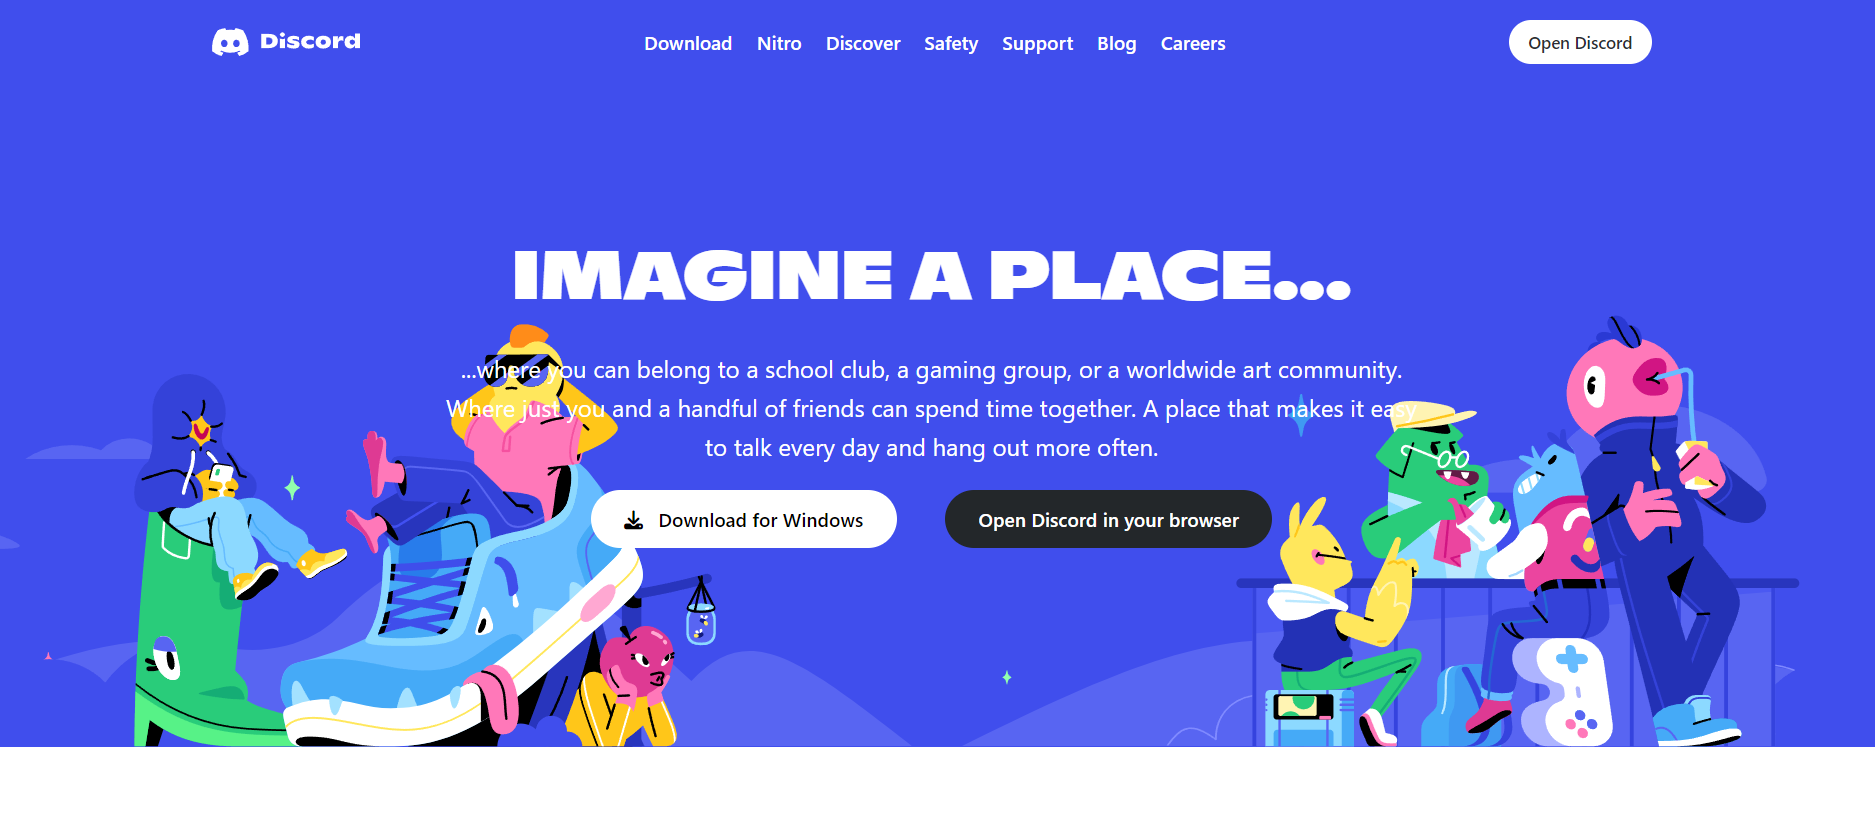 Discord
Download Nitro Discover Safety Support Blog Careers
Open Discord
IMAGINE A PLACE...
...where you can belong to a school club, a gaming group, or a worldwide art community.
Where just you and a handful of friends can spend time together. A place that makes it easy
to talk every day and hang out more often.
Download for Windows
Open Discord in your browser